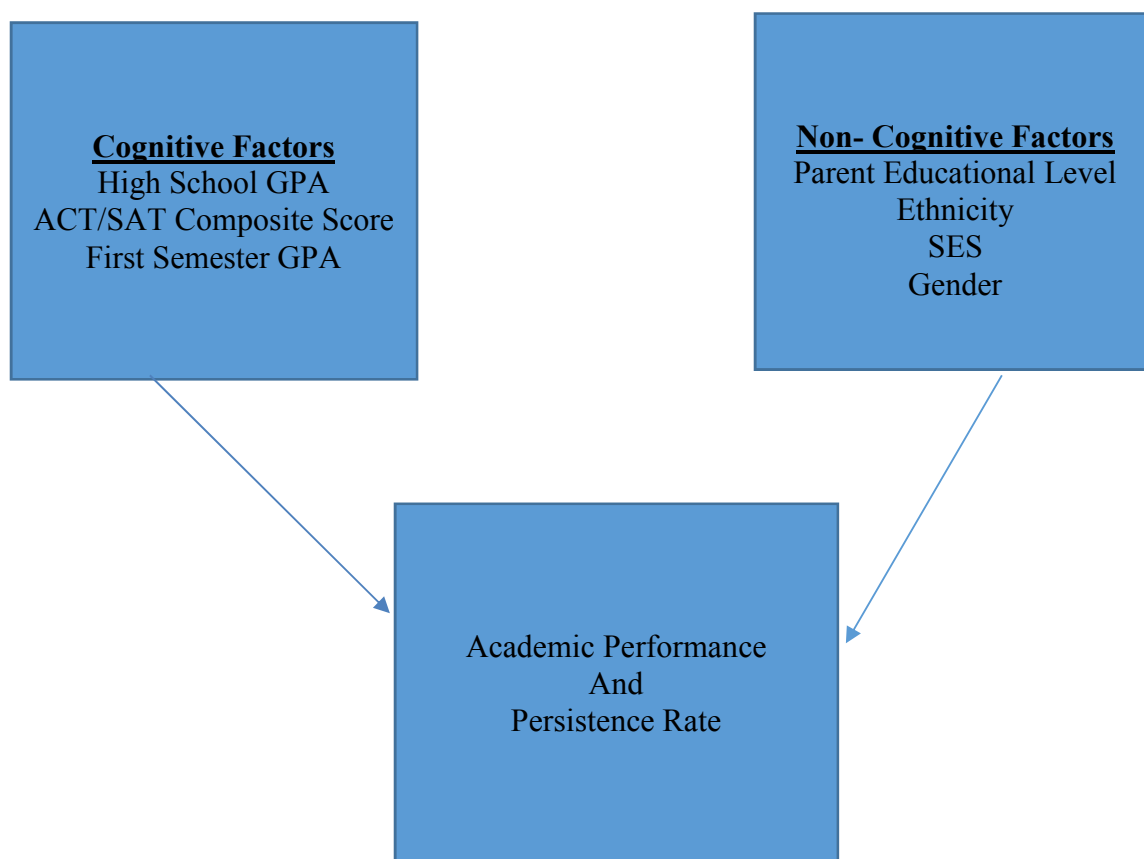 Cognitive Factors
High School GPA
ACT/SAT Composite Score
First Semester GPA
Non- Cognitive Factors
Parent Educational Level
Ethnicity
SES
Gender
Academic Performance
And
Persistence Rate